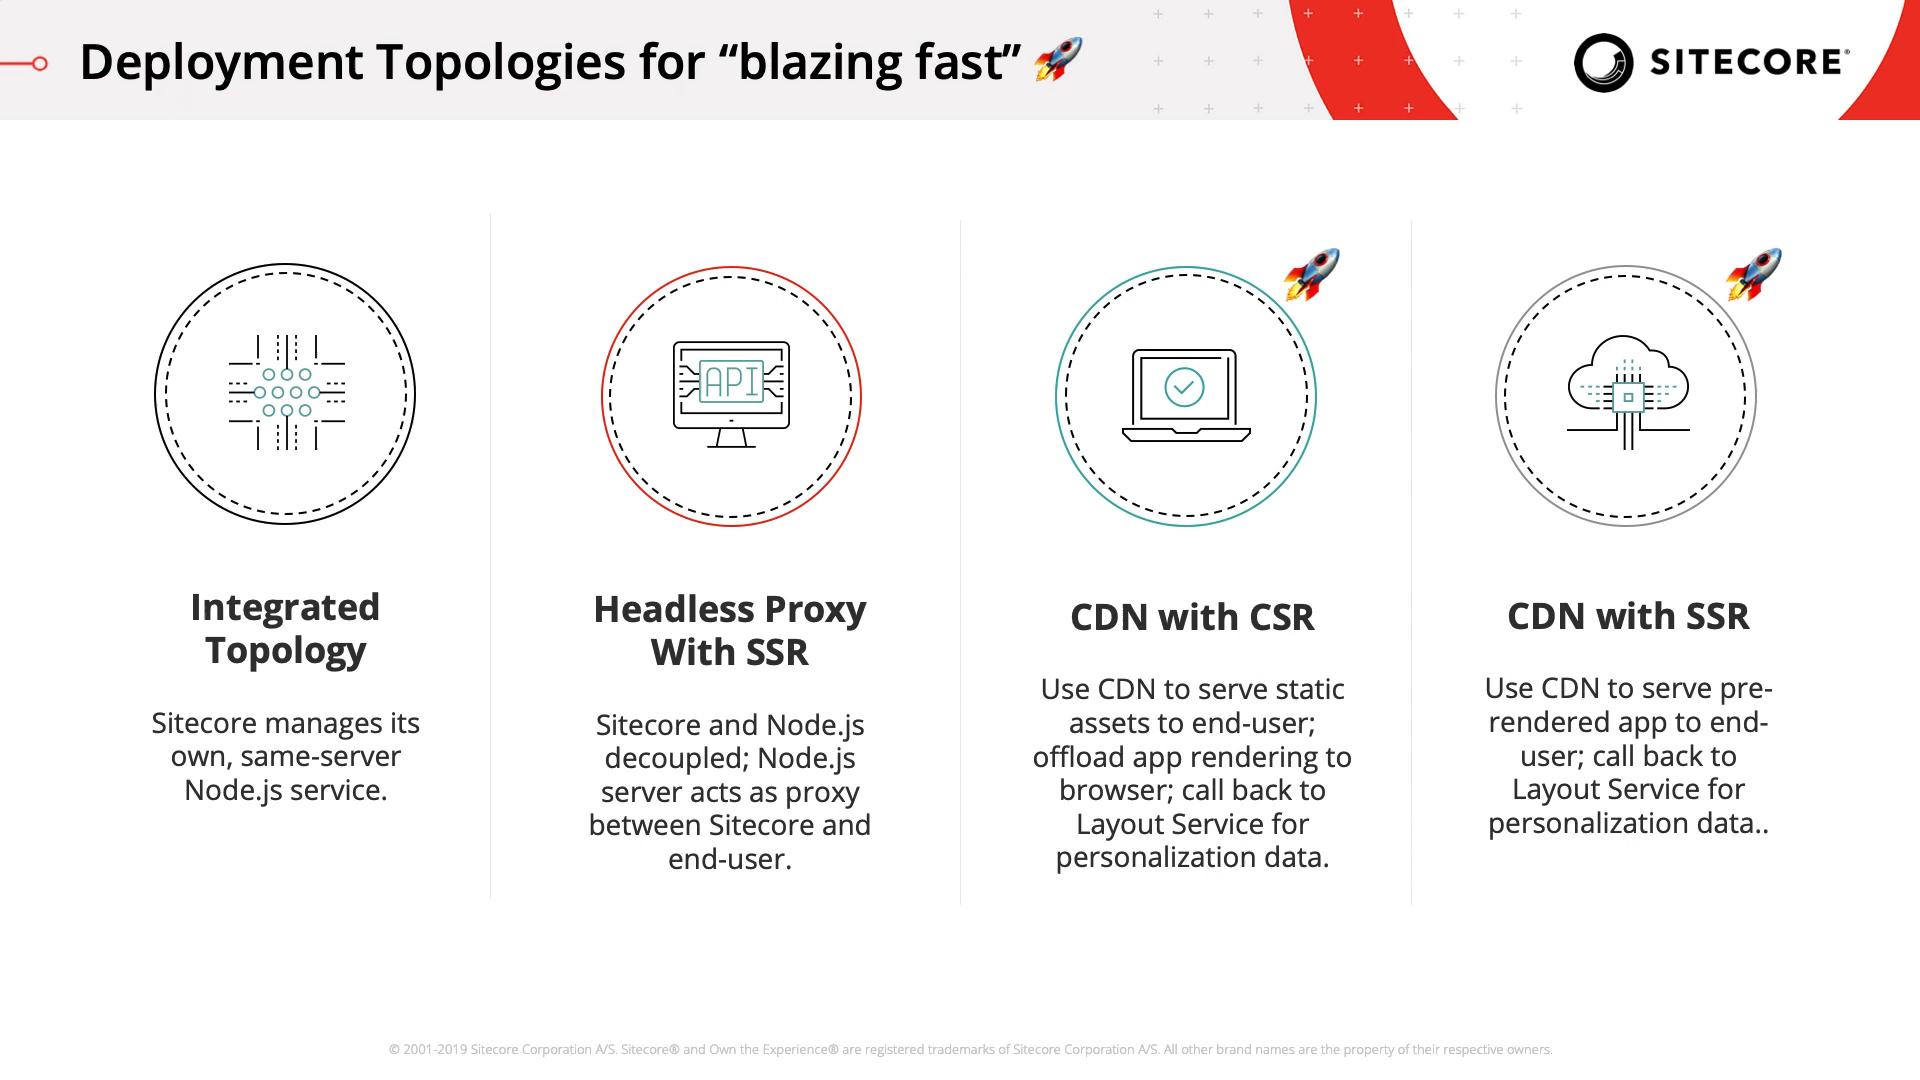 Deployment Topologies for “blazing fast” 🚀
SITECORE®
API
Integrated
Topology
Sitecore manages its
own, same-server
Node.js service.
Headless Proxy
With SSR
Sitecore and Node.js
decoupled; Node.js
server acts as proxy
between Sitecore and
end-user.
CDN with CSR
Use CDN to serve static
assets to end-user;
offload app rendering to
browser; call back to
Layout Service for
personalization data.
CDN with SSR
Use CDN to serve pre-
rendered app to end-
user; call back to
Layout Service for
personalization data..
© 2001-2019 Sitecore Corporation A/S. Sitecore® and Own the Experience® are registered trademarks of Sitecore Corporation A/S. All other brand names are the property of their respective owners.